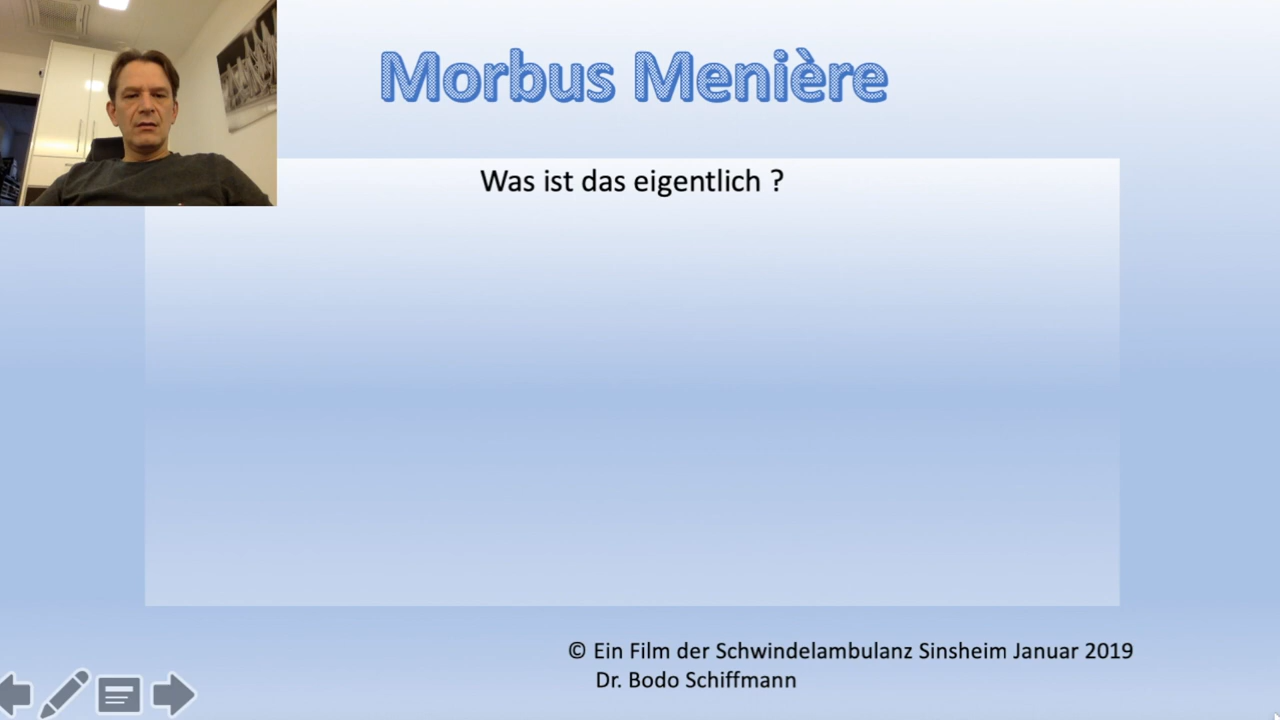 Morbus Menière
Was ist das eigentlich ?
© Ein Film der Schwindelambulanz Sinsheim Januar 2019
Dr. Bodo Schiffmann